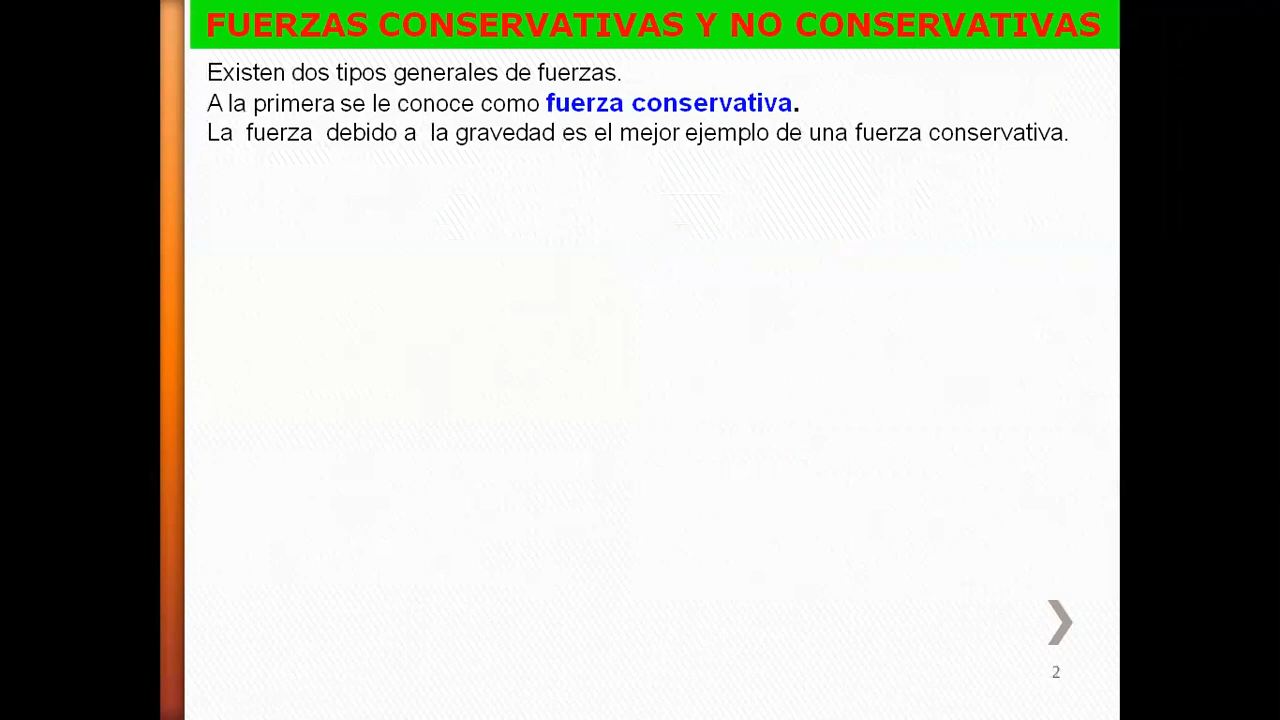 FUERZAS CONSERVATIVAS Y NO CONSERVATIVAS
Existen dos tipos generales de fuerzas.
A la primera se le conoce como fuerza conservativa.
La fuerza debido a la gravedad es el mejor ejemplo de una fuerza conservativa.
2